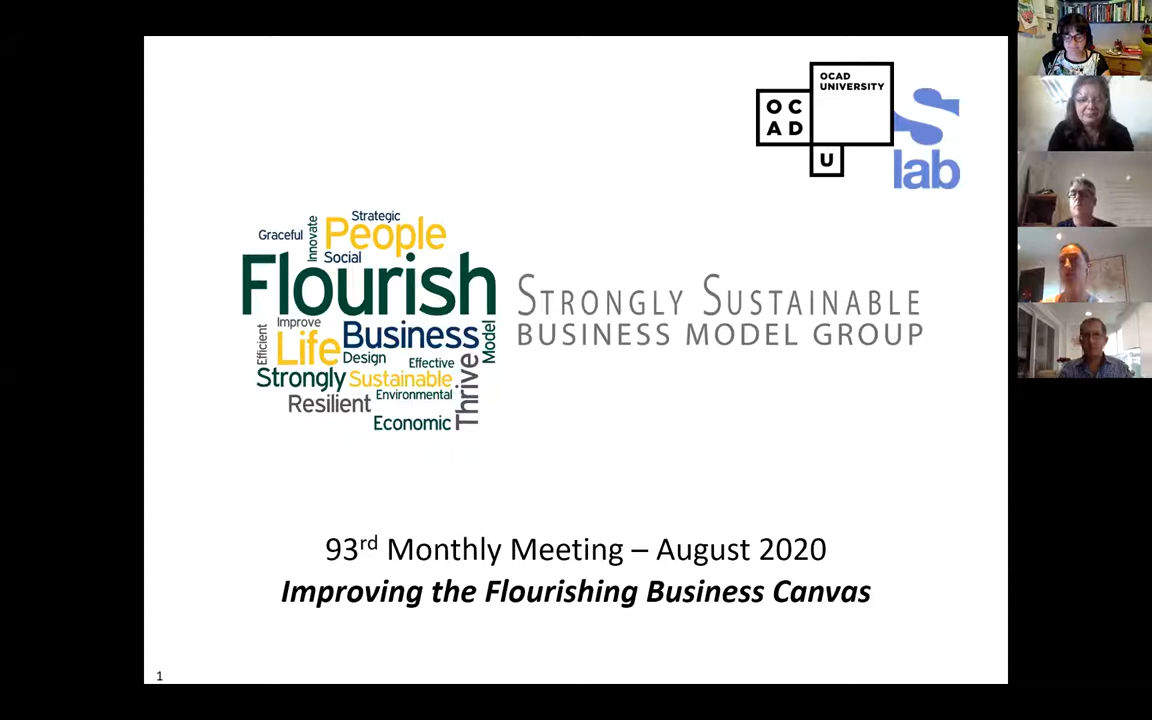 OCAD
UNIVERSITY
O C
A D
U
S
lab
Strategic
Graceful
Innovate
People
Social
Flourish
Improve
Efficient
Life
Business
Model
Design
Effective
Strongly
Sustainable
Environmental
Resilient
Thrive
Economic
STRONGLY SUSTAINABLE
BUSINESS MODEL GROUP
93rd Monthly Meeting – August 2020
Improving the Flourishing Business Canvas
1